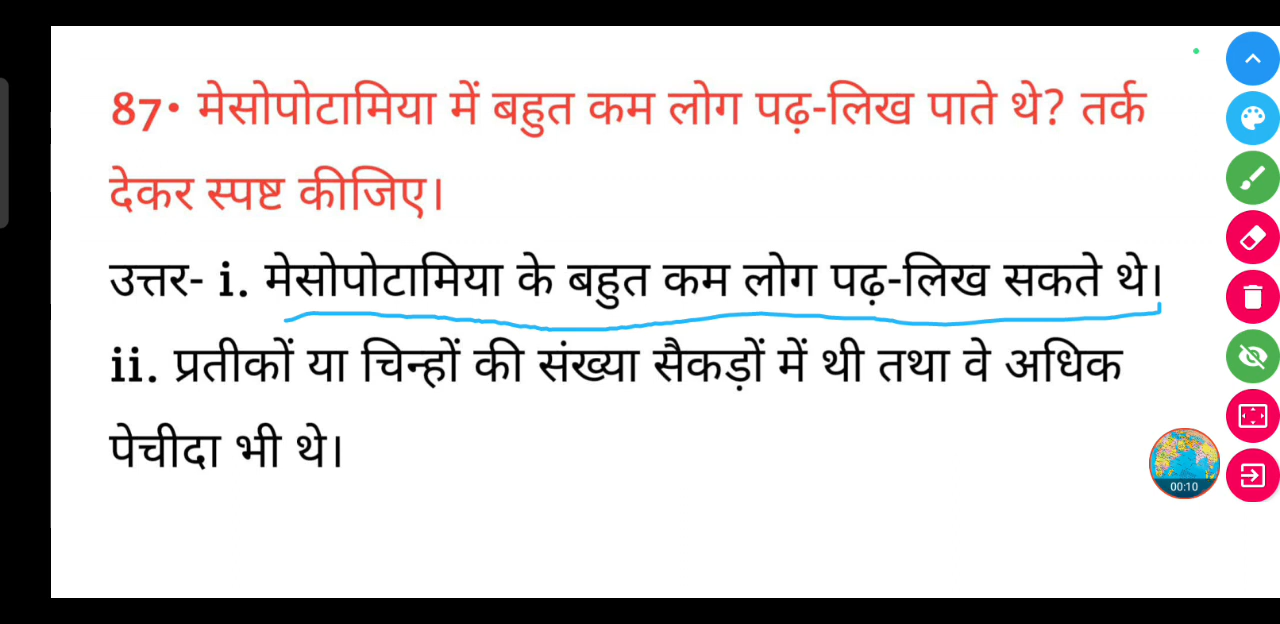 87• मेसोपोटामिया में बहुत कम लोग पढ़-लिख पाते थे? तर्क
देकर स्पष्ट कीजिए।
उत्तर- i. मेसोपोटामिया के बहुत कम लोग पढ़-लिख सकते थे।
ii. प्रतीकों या चिन्हों की संख्या सैकड़ों में थी तथा वे अधिक
पेचीदा भी थे।
00:10